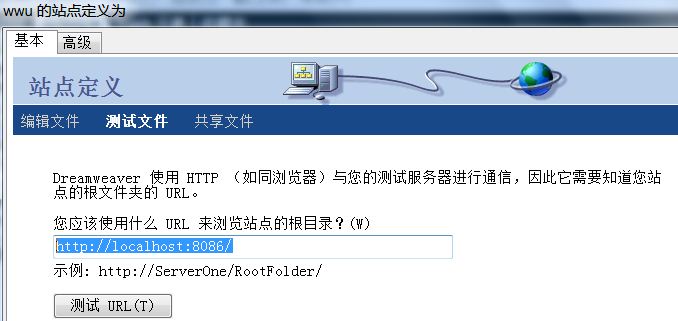 wwu 的站点定义为
基本 高级
站点定义
编辑文件 测试文件 共享文件
Dreamweaver 使用 HTTP （如同浏览器）与您的测试服务器进行通信，因此它需要知道您站
点的根文件夹的 URL。
您应该使用什么 URL 来浏览站点的根目录？(W)
http://localhost:8086/
示例: http://ServerOne/RootFolder/
测试 URL(T)